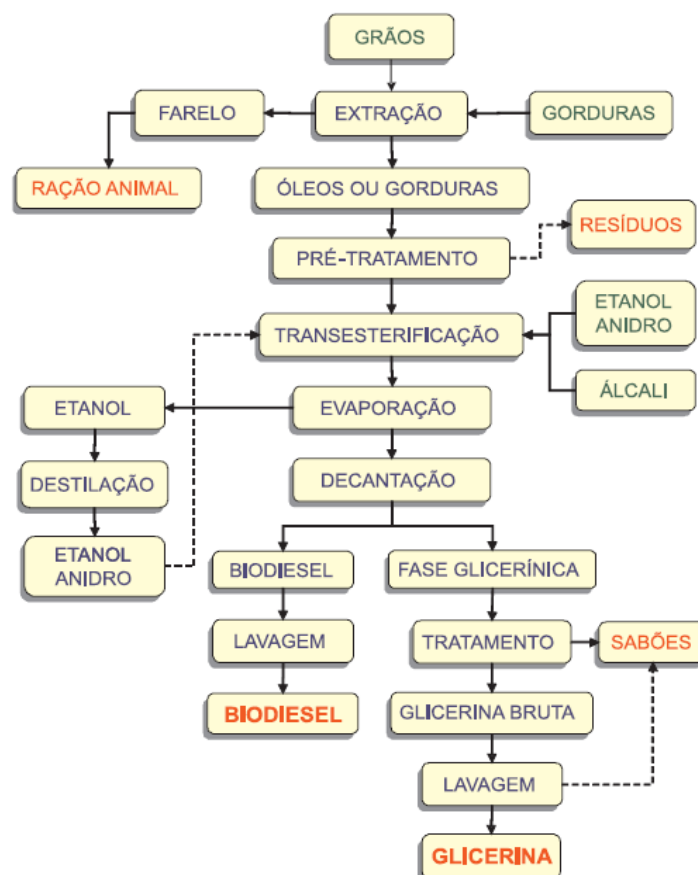 GRÃOS
FARELO
EXTRAÇÃO
GORDURAS
RAÇÃO ANIMAL
ÓLEOS OU GORDURAS
RESÍDUOS
PRÉ-TRATAMENTO
ETANOL
ANIDRO
TRANSESTERIFICAÇÃO
ÁLCALI
ETANOL
EVAPORAÇÃO
DESTILAÇÃO
DECANTAÇÃO
ETANOL
ANIDRO
BIODIESEL
FASE GLICERÍNICA
LAVAGEM
TRATAMENTO
SABÕES
BIODIESEL
GLICERINA BRUTA
LAVAGEM
GLICERINA